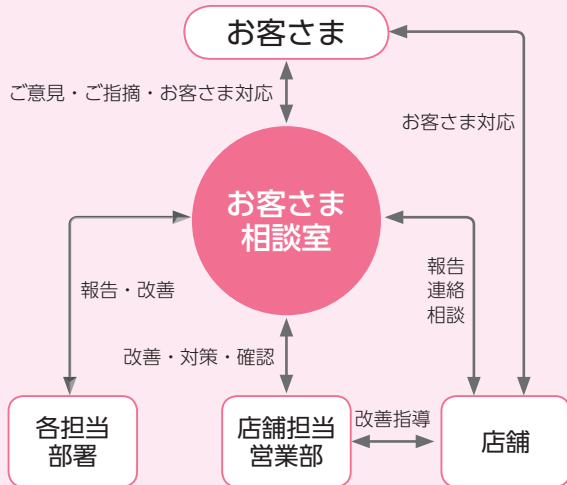 お客さま
ご意見・ご指摘・お客さま対応
お客さま対応
お客さま
相談室
報告・改善
報告
連絡
相談
改善・対策・確認
各担当
部署
店舗担当
営業部
改善指導
店舗